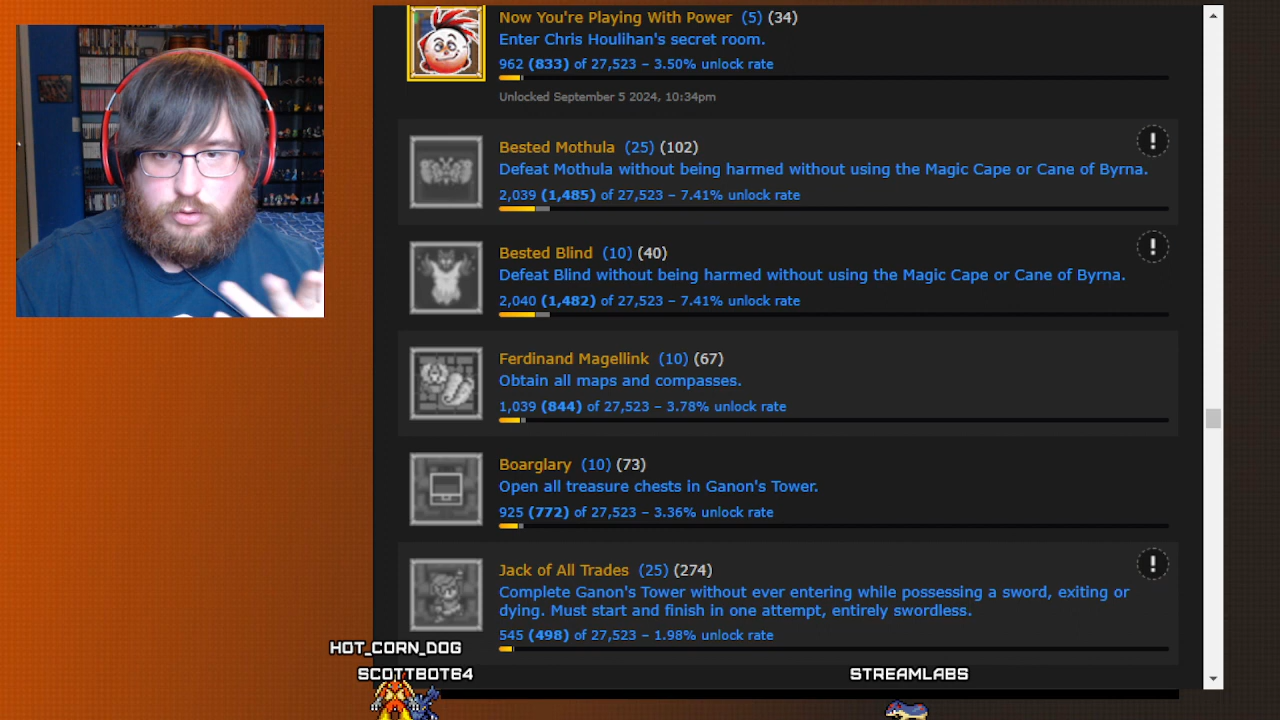 Now You're Playing With Power (5) (34)
Enter Chris Houlihan's secret room.
962 (833) of 27,523 – 3.50% unlock rate
Unlocked September 5 2024, 10:34pm
Bested Mothula (25) (102)
Defeat Mothula without being harmed without using the Magic Cape or Cane of Byrna.
2,039 (1,485) of 27,523 – 7.41% unlock rate
Bested Blind (10) (40)
Defeat Blind without being harmed without using the Magic Cape or Cane of Byrna.
2,040 (1,482) of 27,523 – 7.41% unlock rate
Ferdinand Magellink (10) (67)
Obtain all maps and compasses.
1,039 (844) of 27,523 – 3.78% unlock rate
Boarglary (10) (73)
Open all treasure chests in Ganon's Tower.
925 (772) of 27,523 – 3.36% unlock rate
Jack of All Trades (25) (274)
Complete Ganon's Tower without ever entering while possessing a sword, exiting or
dying. Must start and finish in one attempt, entirely swordless.
545 (498) of 27,523 – 1.98% unlock rate
HOT_CORN_DOG
SCOTTBOT64
STREAMLABS